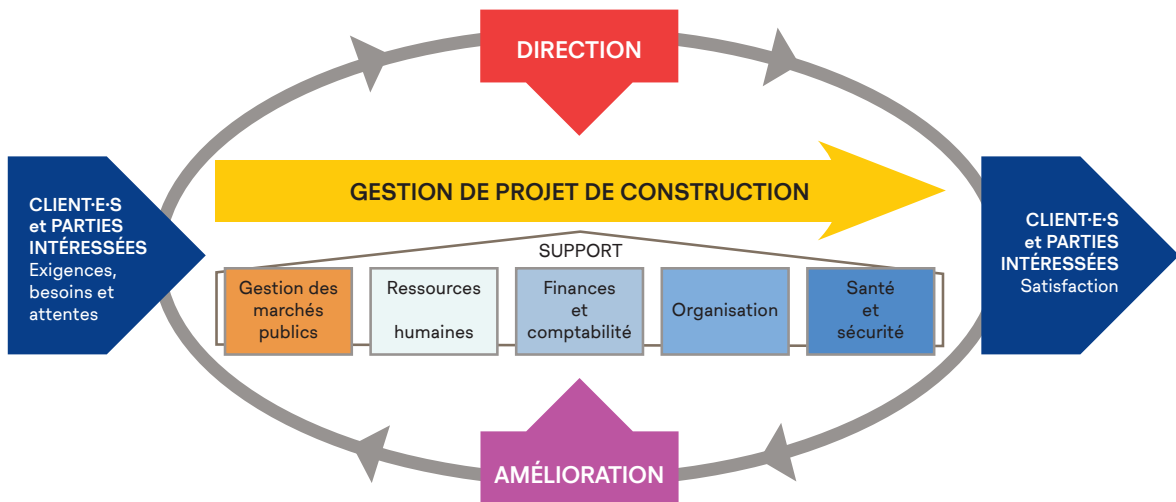 DIRECTION
GESTION DE PROJET DE CONSTRUCTION
CLIENT·E·S
et PARTIES
INTÉRESSÉES
Exigences,
besoins et
attentes
CLIENT·E·S
et PARTIES
INTÉRESSÉES
Satisfaction
SUPPORT
Gestion des
marchés
publics
Ressources
humaines
Finances
et
comptabilité
Organisation
Santé
et
sécurité
AMÉLIORATION